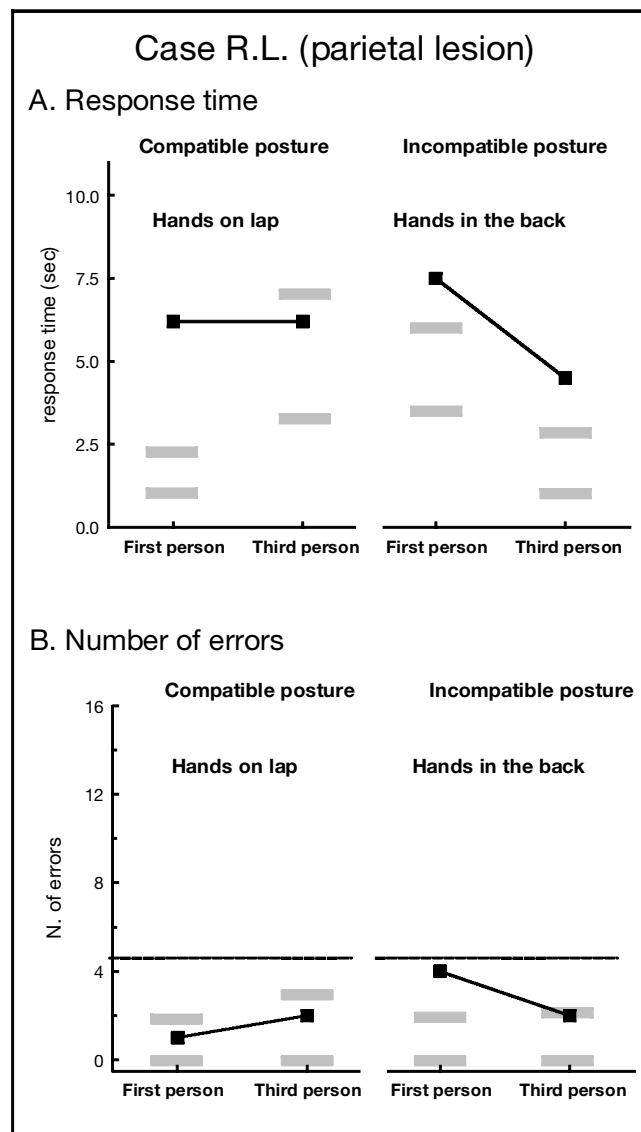 Case R.L. (parietal lesion)
A. Response time
Compatible posture
Incompatible posture
Hands on lap
Hands in the back
response time (sec)
10.0
7.5
5.0
2.5
0.0
First person
Third person
First person
Third person
B. Number of errors
Compatible posture
Incompatible posture
Hands on lap
Hands in the back
N. of errors
16
12
8
4
0
First person
Third person
First person
Third person